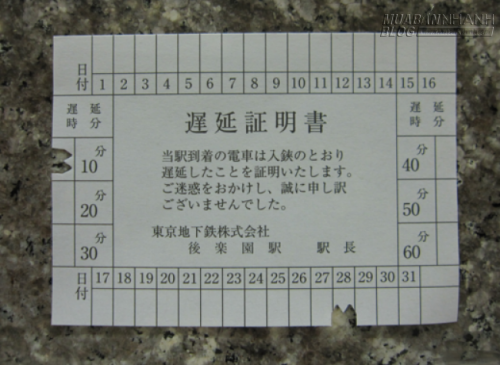 MUABANNHANH
BLOG
日付 1 2 3 4 5 6 7 8 9 10 11 12 13 14 15 16
遅延時分
遅延時分
10分
20分
30分
40分
50分
60分
遅延証明書
当駅到着の電車は入鋏のとおり
遅延したことを証明いたします。
ご迷惑をおかけし、誠に申し訳
ございませんでした。
東京地下鉄株式会社
後楽園駅 駅長
日付 17 18 19 20 21 22 23 24 25 26 27 28 29 30 31